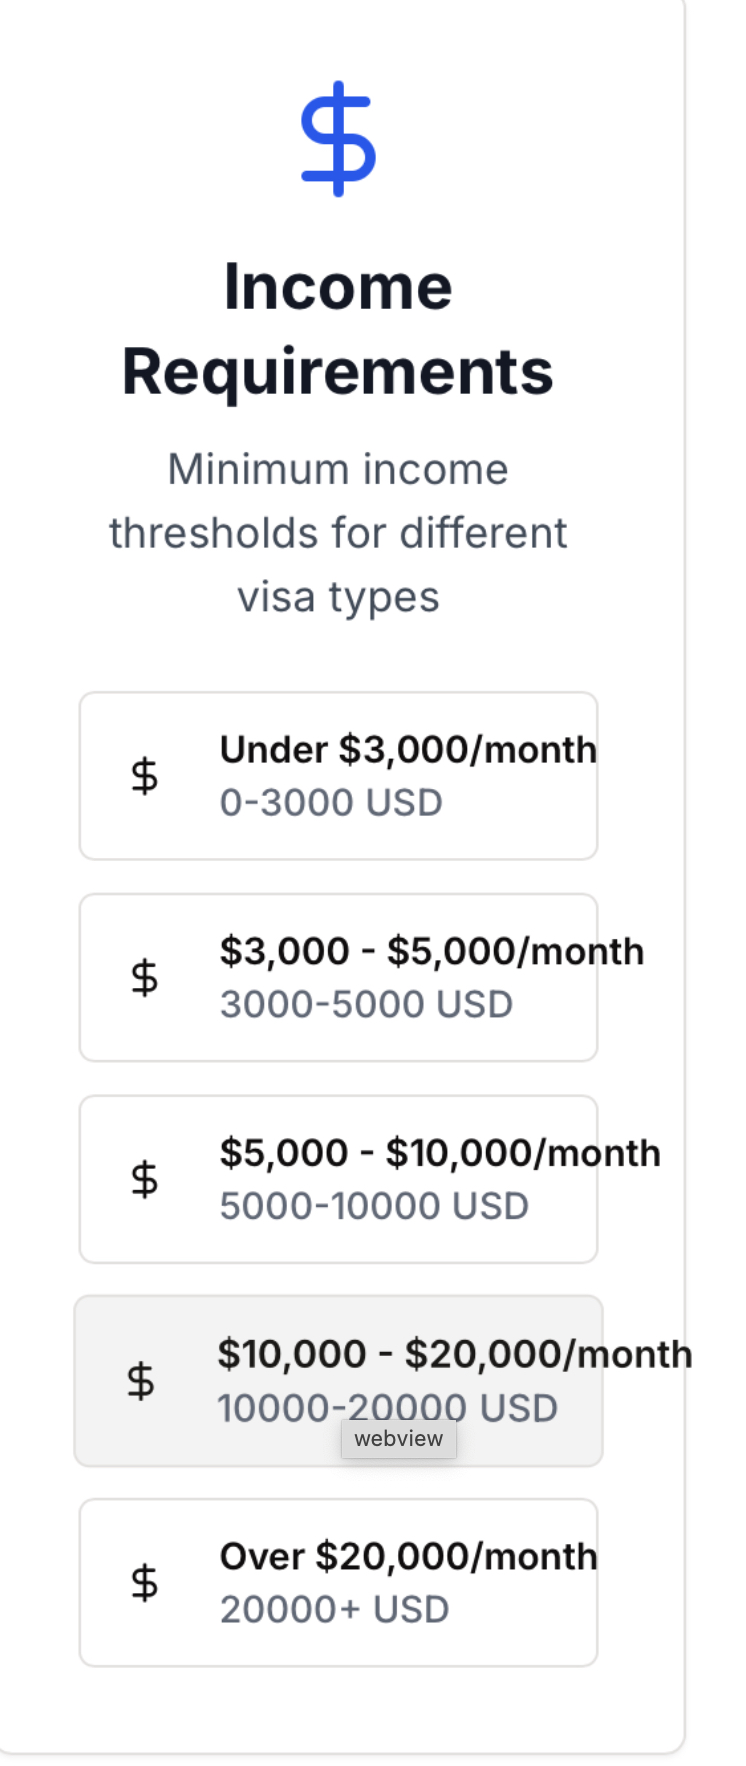 $
Income
Requirements
Minimum income
thresholds for different
visa types
$
Under $3,000/month
0-3000 USD
$
$3,000 - $5,000/month
3000-5000 USD
$
$5,000 - $10,000/month
5000-10000 USD
$
$10,000 - $20,000/month
10000-20000 USD
webview
$
Over $20,000/month
20000+ USD